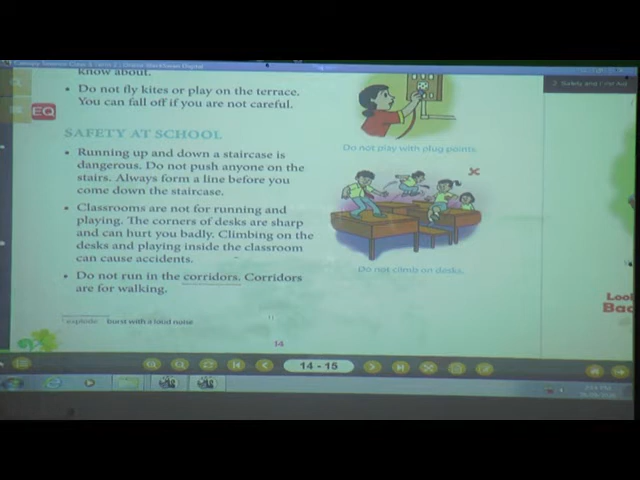 know about.
• Do not fly kites or play on the terrace.
You can fall off if you are not careful.
EQ
Do not play with plug points.
SAFETY AT SCHOOL
• Running up and down a staircase is
dangerous. Do not push anyone on the
stairs. Always form a line before you
come down the staircase.
• Classrooms are not for running and
playing. The corners of desks are sharp
and can hurt you badly. Climbing on the
desks and playing inside the classroom
can cause accidents.
Do not climb on desks.
• Do not run in the corridors. Corridors
are for walking.
explode burst with a loud noise
14
14 - 15